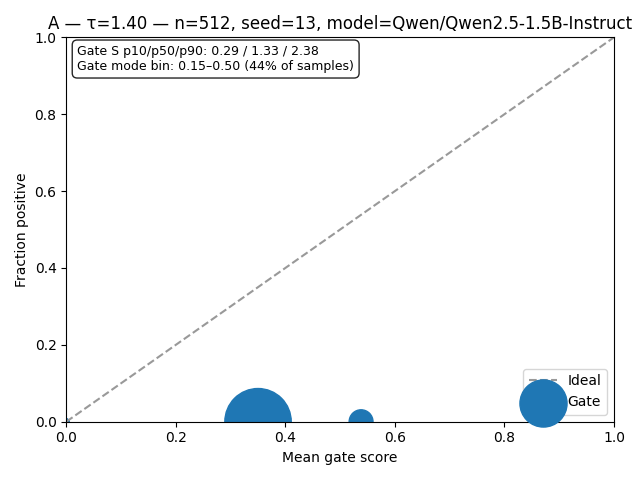 A — τ=1.40 — n=512, seed=13, model=Qwen/Qwen2.5-1.5B-Instruct
Gate S p10/p50/p90: 0.29 / 1.33 / 2.38
Gate mode bin: 0.15–0.50 (44% of samples)
1.0
0.8
0.6
0.4
0.2
0.0
Fraction positive
Ideal
Gate
0.0
0.2
0.4
0.6
0.8
1.0
Mean gate score